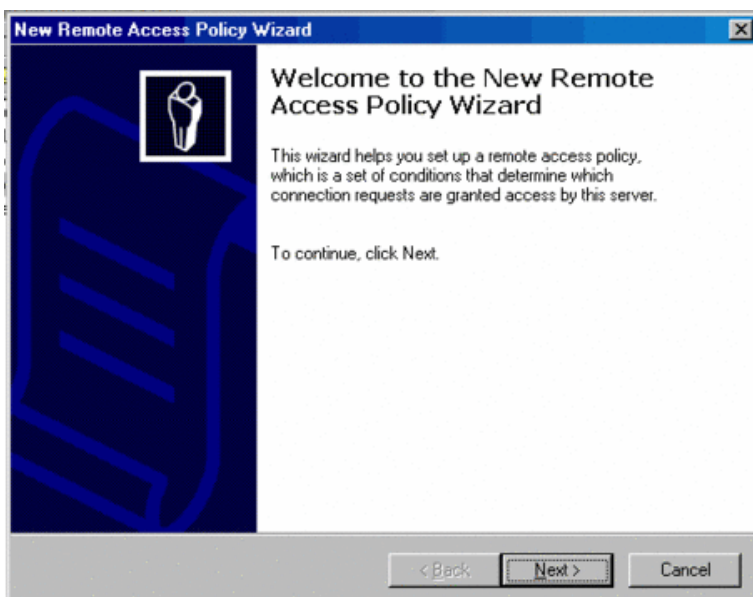 New Remote Access Policy Wizard
Welcome to the New Remote
Access Policy Wizard
This wizard helps you set up a remote access policy,
which is a set of conditions that determine which
connection requests are granted access by this server.
To continue, click Next.
< Back
Next >
Cancel